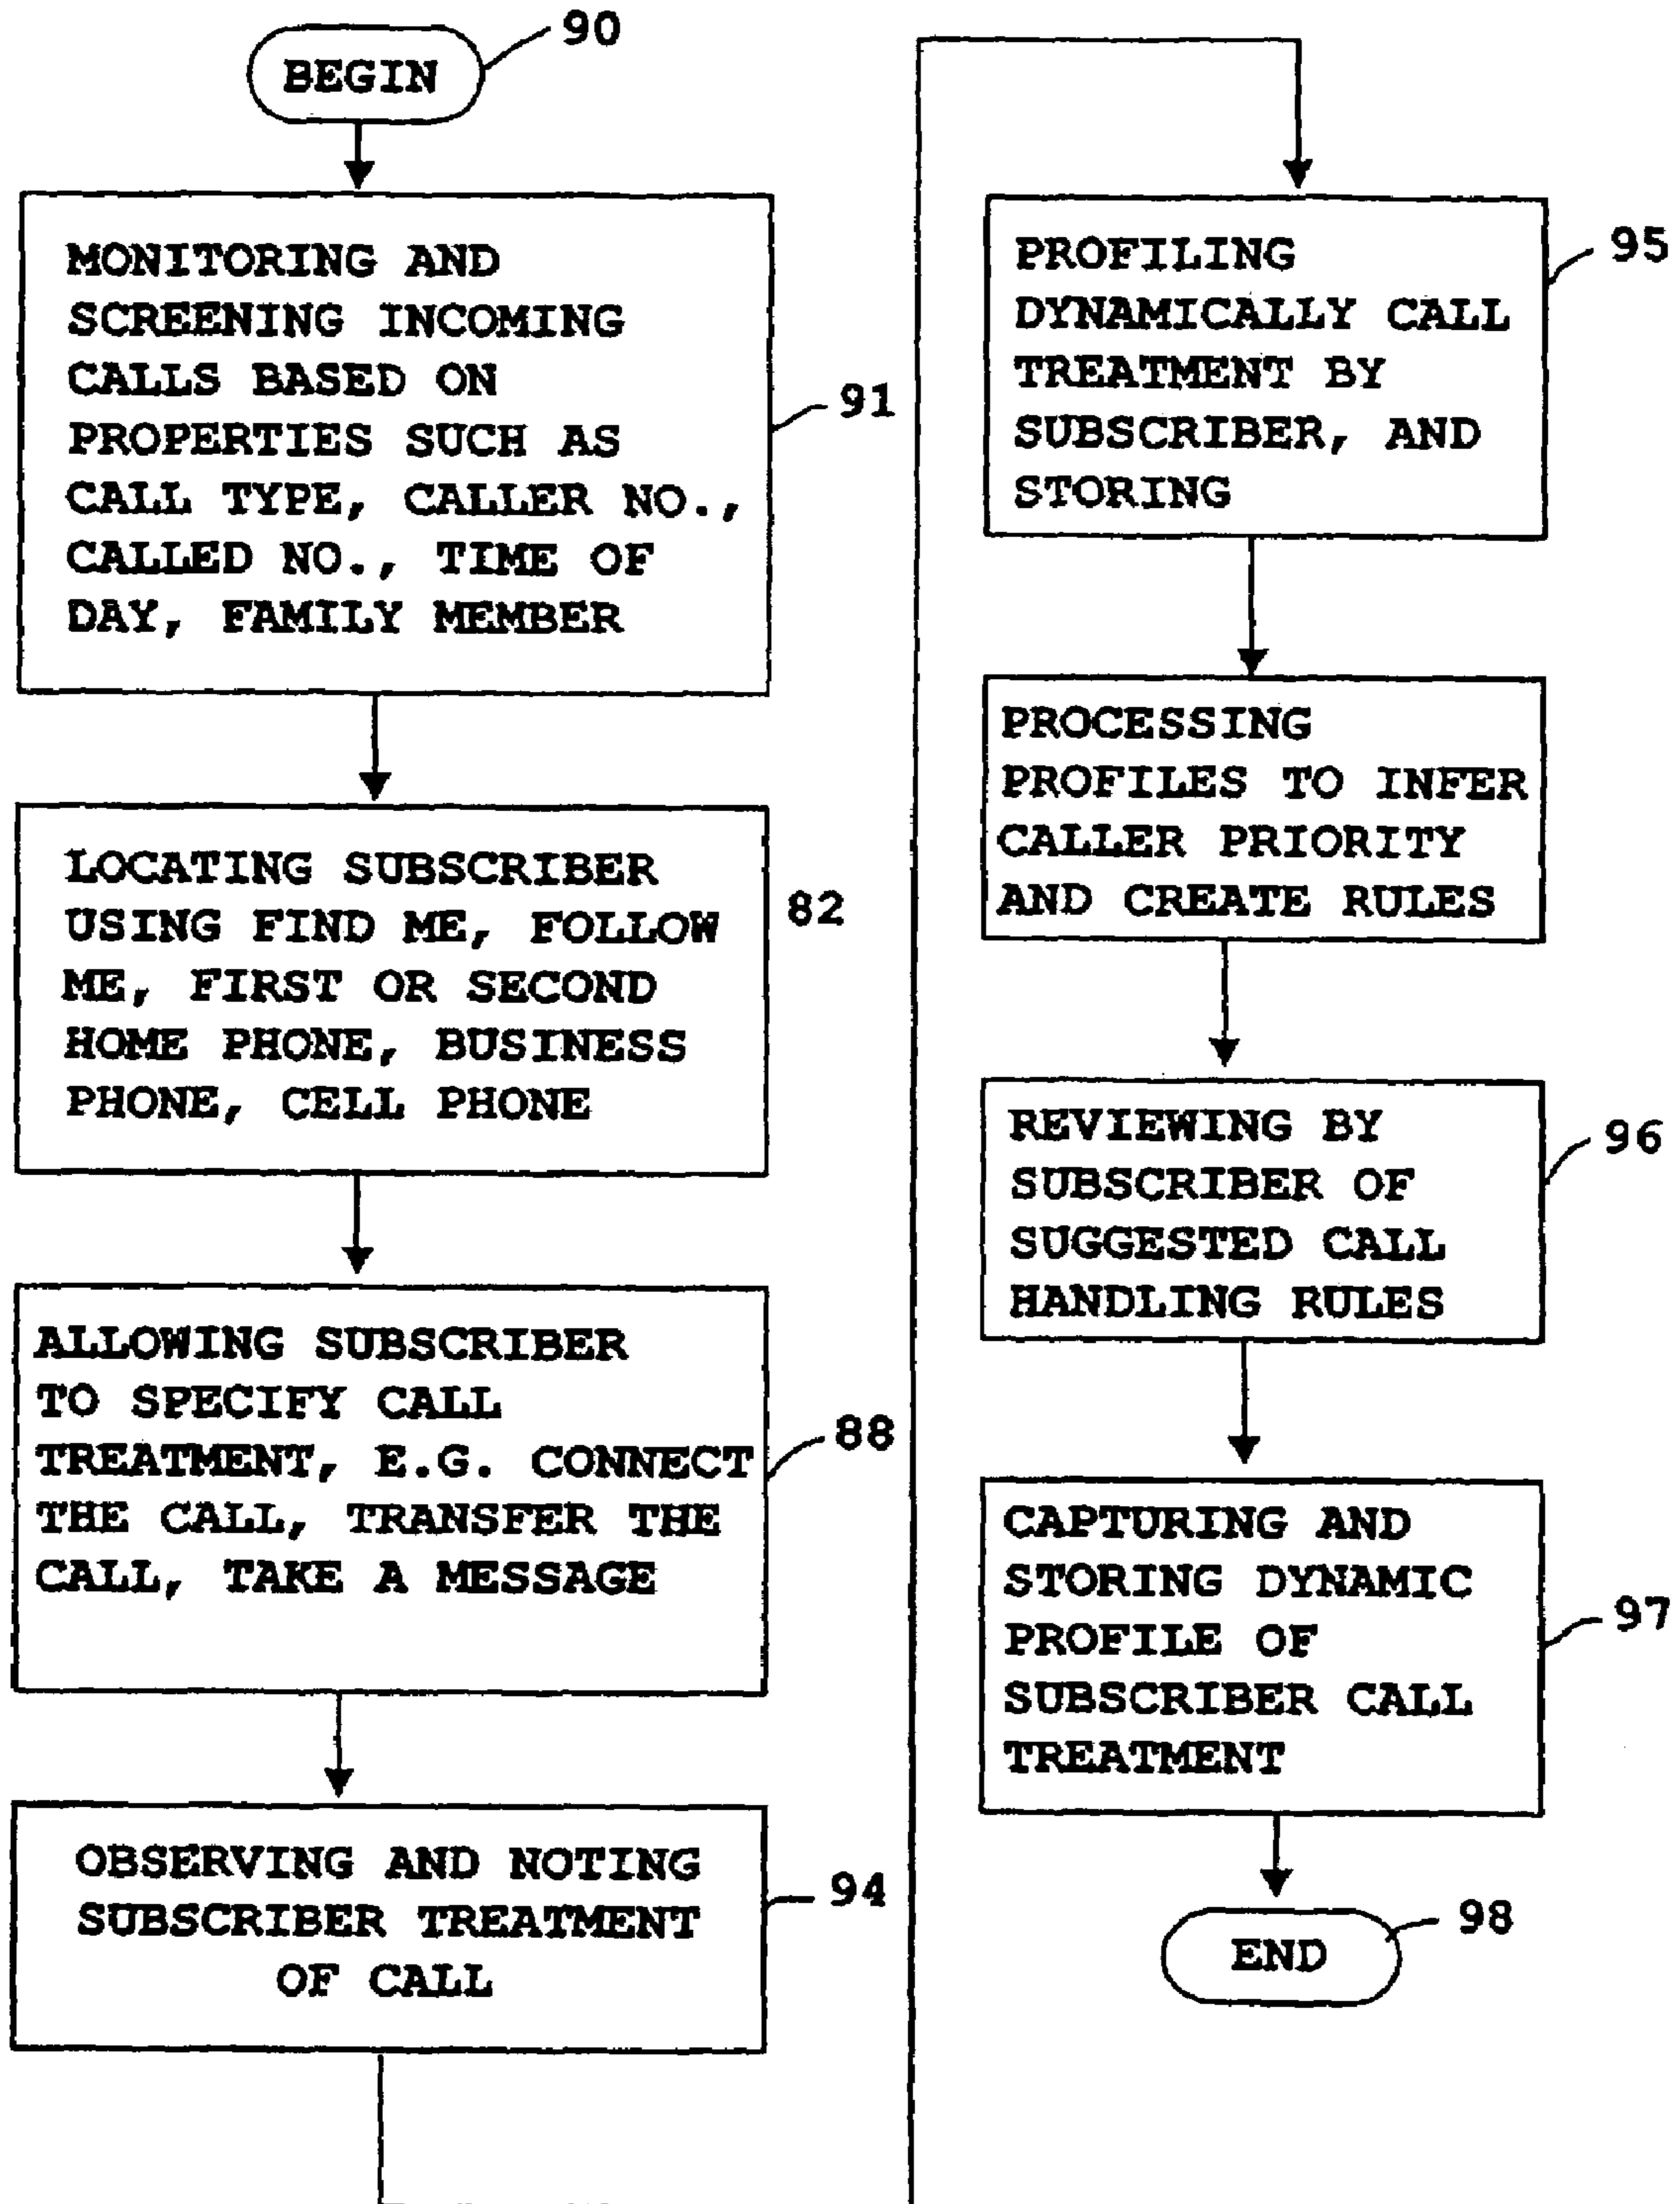 90
BEGIN
MONITORING AND
SCREENING INCOMING
CALLS BASED ON
PROPERTIES SUCH AS
CALL TYPE, CALLER NO.,
CALLED NO., TIME OF
DAY, FAMILY MEMBER
91
LOCATING SUBSCRIBER
USING FIND ME, FOLLOW
ME, FIRST OR SECOND
HOME PHONE, BUSINESS
PHONE, CELL PHONE
82
ALLOWING SUBSCRIBER
TO SPECIFY CALL
TREATMENT, E.G. CONNECT
THE CALL, TRANSFER THE
CALL, TAKE A MESSAGE
88
OBSERVING AND NOTING
SUBSCRIBER TREATMENT
OF CALL
94
PROFILING
DYNAMICALLY CALL
TREATMENT BY
SUBSCRIBER, AND
STORING
95
PROCESSING
PROFILES TO INFER
CALLER PRIORITY
AND CREATE RULES
REVIEWING BY
SUBSCRIBER OF
SUGGESTED CALL
HANDLING RULES
96
CAPTURING AND
STORING DYNAMIC
PROFILE OF
SUBSCRIBER CALL
TREATMENT
97
END
98